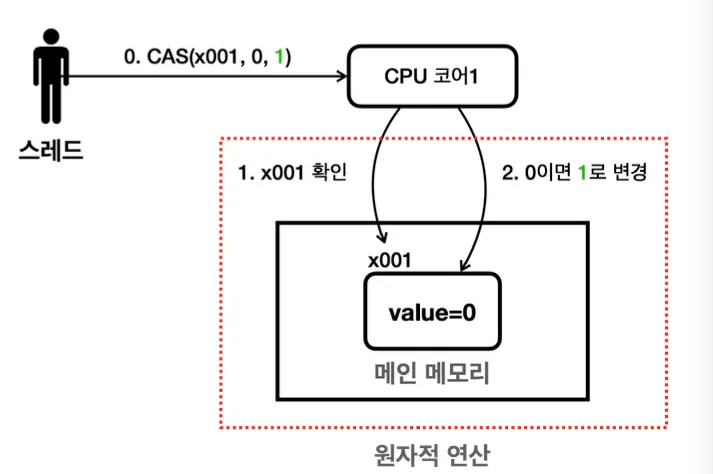 0. CAS(x001, 0, 1)
CPU 코어1
스레드
1. x001 확인
2. 0이면 1로 변경
x001
value=0
메인 메모리
원자적 연산